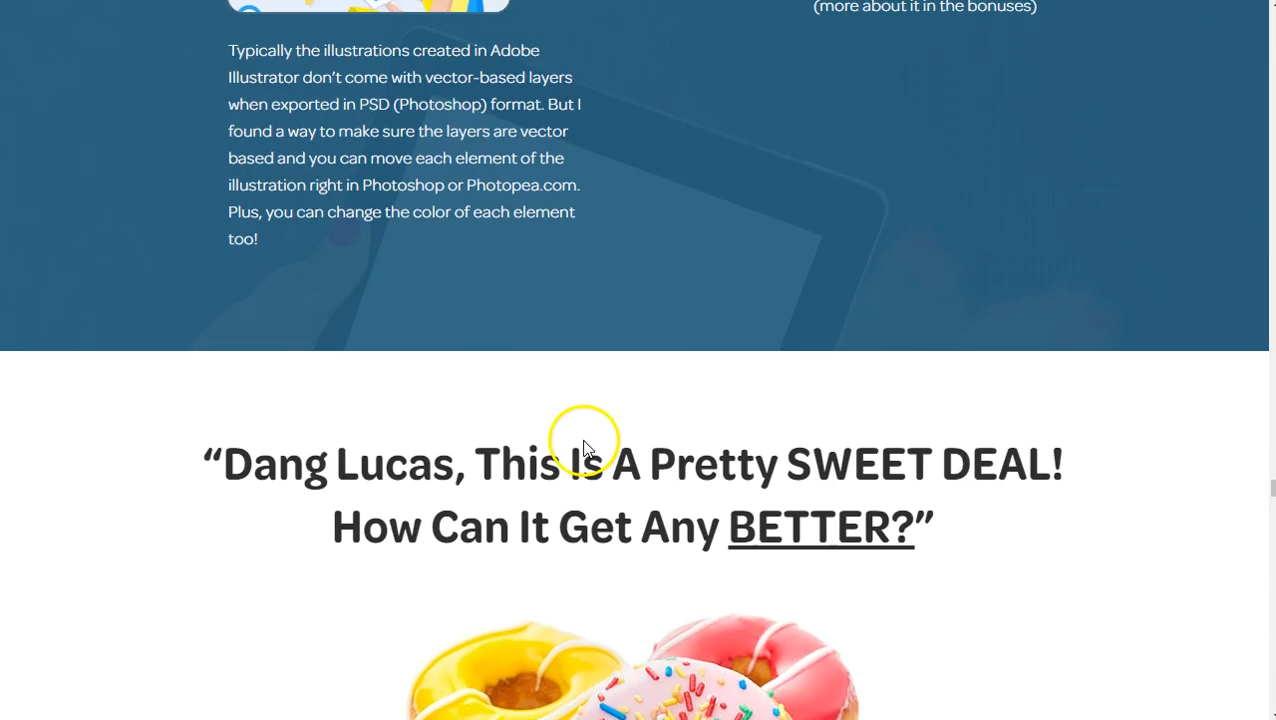 (more about it in the bonuses)
Typically the illustrations created in Adobe
Illustrator don’t come with vector-based layers
when exported in PSD (Photoshop) format. But I
found a way to make sure the layers are vector
based and you can move each element of the
illustration right in Photoshop or Photopea.com.
Plus, you can change the color of each element
too!
“Dang Lucas, This Is A Pretty SWEET DEAL!
How Can It Get Any BETTER?”